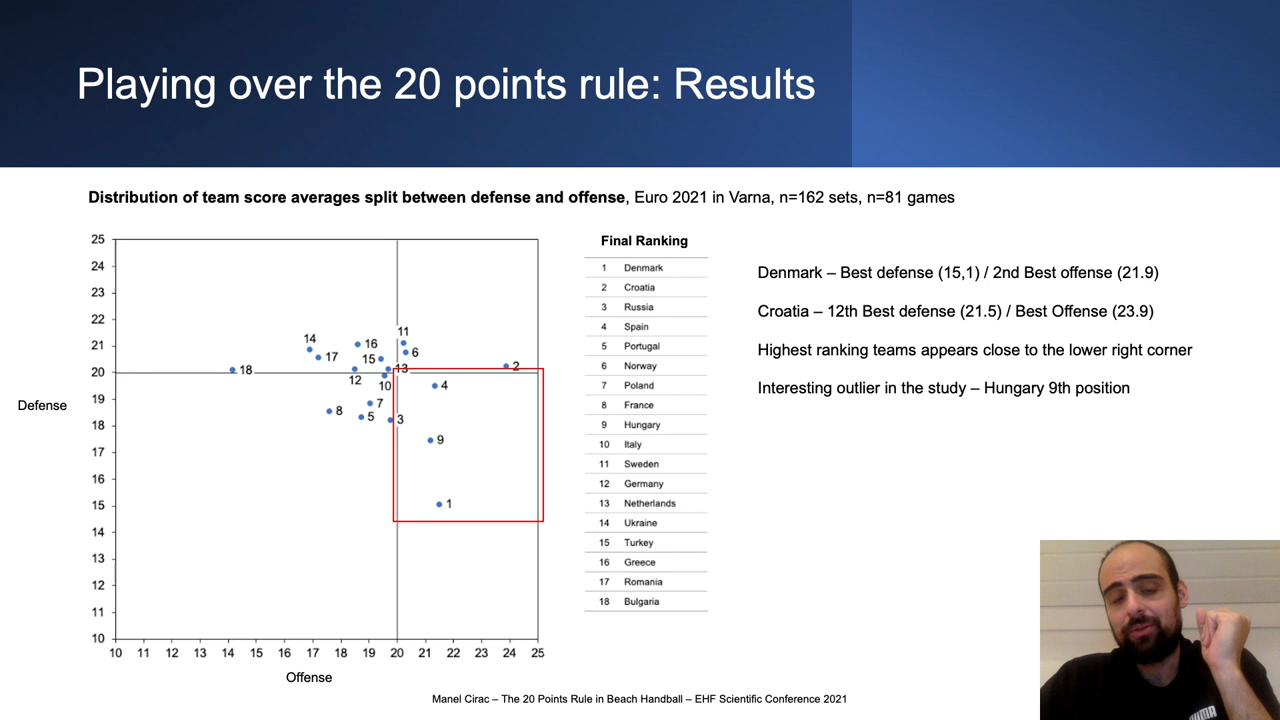 Playing over the 20 points rule: Results
Distribution of team score averages split between defense and offense, Euro 2021 in Varna, n=162 sets, n=81 games
25
24
23
22
21
20
19
18
17
16
15
14
13
12
11
10
Defense
14
17
16
15
11
6
18
12
10
13
2
4
8
7
5
3
9
1
10 11 12 13 14 15 16 17 18 19 20 21 22 23 24 25
Offense
Final Ranking
1 Denmark
2 Croatia
3 Russia
4 Spain
5 Portugal
6 Norway
7 Poland
8 France
9 Hungary
10 Italy
11 Sweden
12 Germany
13 Netherlands
14 Ukraine
15 Turkey
16 Greece
17 Romania
18 Bulgaria
Denmark – Best defense (15,1) / 2nd Best offense (21.9)
Croatia – 12th Best defense (21.5) / Best Offense (23.9)
Highest ranking teams appears close to the lower right corner
Interesting outlier in the study – Hungary 9th position
Manel Cirac – The 20 Points Rule in Beach Handball – EHF Scientific Conference 2021